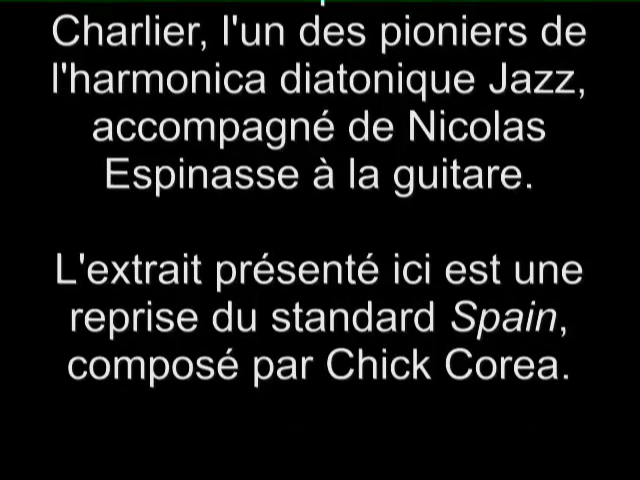 Charlier, l'un des pioniers de
l'harmonica diatonique Jazz,
accompagné de Nicolas
Espinasse à la guitare.
L'extrait présenté ici est une
reprise du standard Spain,
composé par Chick Corea.